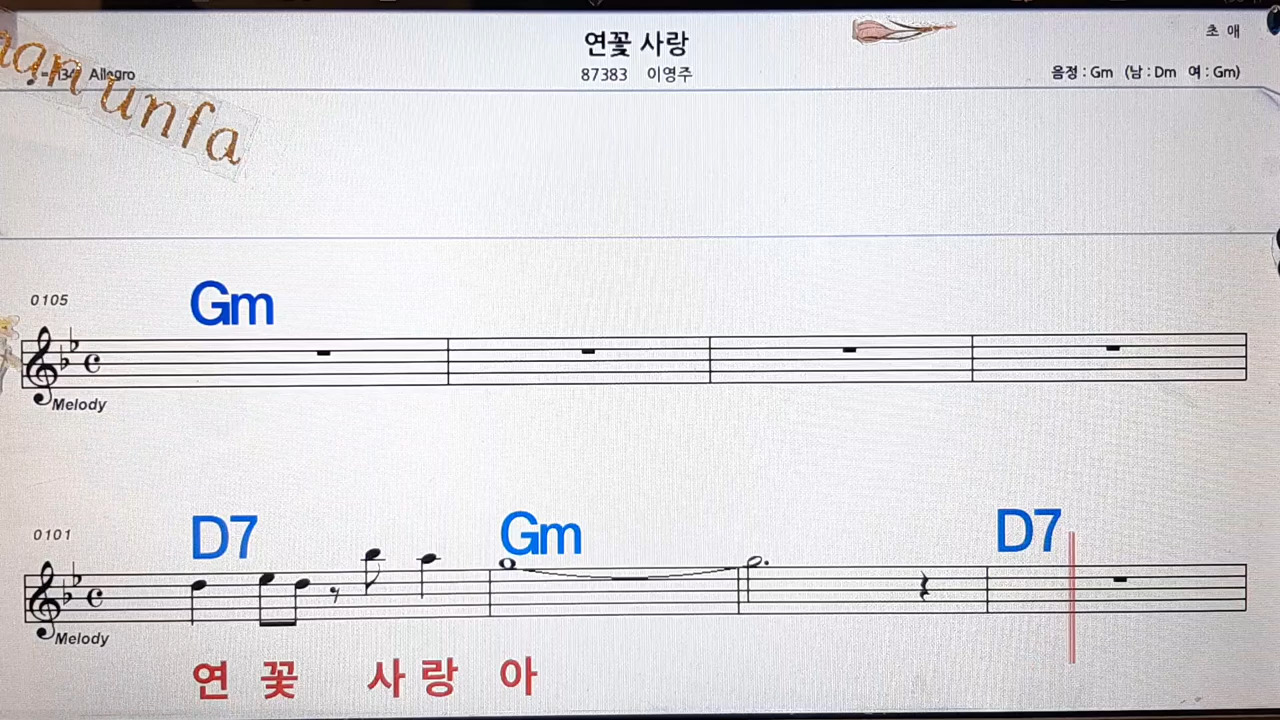 연꽃 사랑
초 애
Allegro
87383 이영주
음정 : Gm (남 : Dm 여 : Gm)
unfa
0105
Gm
Melody
0101
D7 Gm D7
Melody
연 꽃 사 랑 아